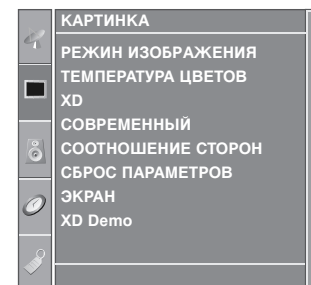 КАРТИНКА
РЕЖИН ИЗОБРАЖЕНИЯ
ТЕМПЕРАТУРА ЦВЕТОВ
XD
СОВРЕМЕННЫЙ
СООТНОШЕНИЕ СТОРОН
СБРОС ПАРАМЕТРОВ
ЭКРАН
XD Demo